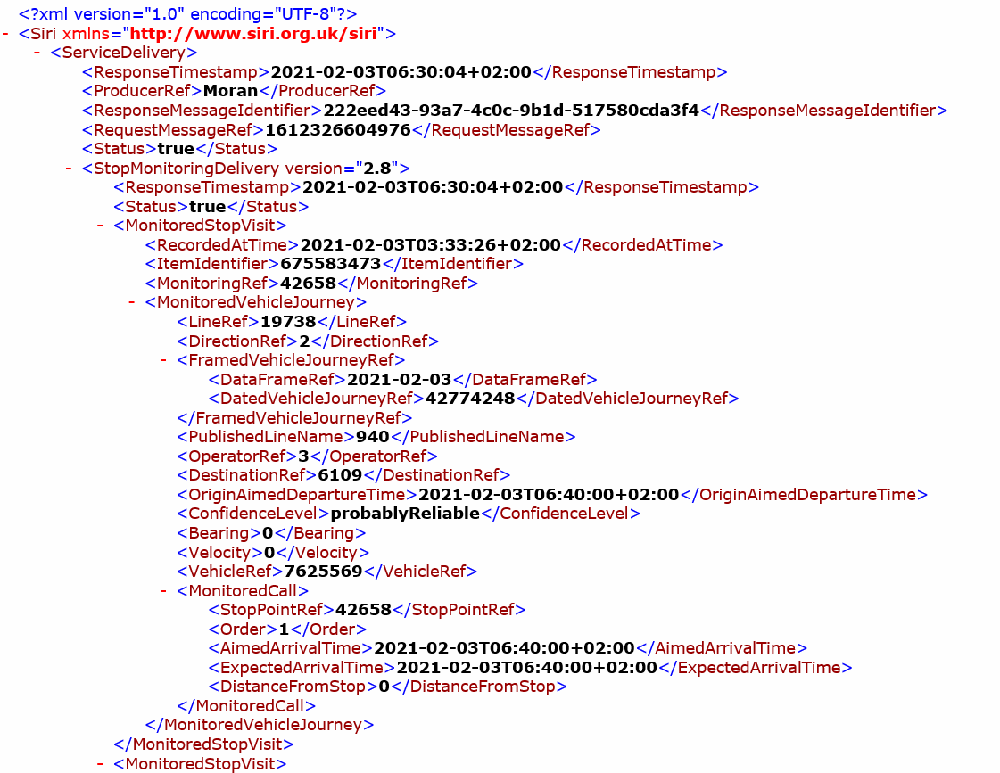 <?xml version="1.0" encoding="UTF-8"?>
- <Siri xmlns="http://www.siri.org.uk/siri">
- <ServiceDelivery>
<ResponseTimestamp>2021-02-03T06:30:04+02:00</ResponseTimestamp>
<ProducerRef>Moran</ProducerRef>
<ResponseMessageIdentifier>222eed43-93a7-4c0c-9b1d-517580cda3f4</ResponseMessageIdentifier>
<RequestMessageRef>1612326604976</RequestMessageRef>
<Status>true</Status>
- <StopMonitoringDelivery version="2.8">
<ResponseTimestamp>2021-02-03T06:30:04+02:00</ResponseTimestamp>
<Status>true</Status>
- <MonitoredStopVisit>
<RecordedAtTime>2021-02-03T03:33:26+02:00</RecordedAtTime>
<ItemIdentifier>675583473</ItemIdentifier>
<MonitoringRef>42658</MonitoringRef>
- <MonitoredVehicleJourney>
<LineRef>19738</LineRef>
<DirectionRef>2</DirectionRef>
- <FramedVehicleJourneyRef>
<DataFrameRef>2021-02-03</DataFrameRef>
<DatedVehicleJourneyRef>42774248</DatedVehicleJourneyRef>
</FramedVehicleJourneyRef>
<PublishedLineName>940</PublishedLineName>
<OperatorRef>3</OperatorRef>
<DestinationRef>6109</DestinationRef>
<OriginAimedDepartureTime>2021-02-03T06:40:00+02:00</OriginAimedDepartureTime>
<ConfidenceLevel>probablyReliable</ConfidenceLevel>
<Bearing>0</Bearing>
<Velocity>0</Velocity>
<VehicleRef>7625569</VehicleRef>
- <MonitoredCall>
<StopPointRef>42658</StopPointRef>
<Order>1</Order>
<AimedArrivalTime>2021-02-03T06:40:00+02:00</AimedArrivalTime>
<ExpectedArrivalTime>2021-02-03T06:40:00+02:00</ExpectedArrivalTime>
<DistanceFromStop>0</DistanceFromStop>
</MonitoredCall>
</MonitoredVehicleJourney>
</MonitoredStopVisit>
- <MonitoredStopVisit>